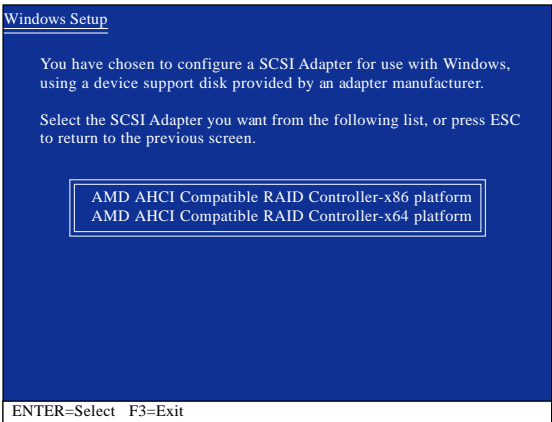 Windows Setup
You have chosen to configure a SCSI Adapter for use with Windows,
using a device support disk provided by an adapter manufacturer.
Select the SCSI Adapter you want from the following list, or press ESC
to return to the previous screen.
AMD AHCI Compatible RAID Controller-x86 platform
AMD AHCI Compatible RAID Controller-x64 platform
ENTER=Select F3=Exit